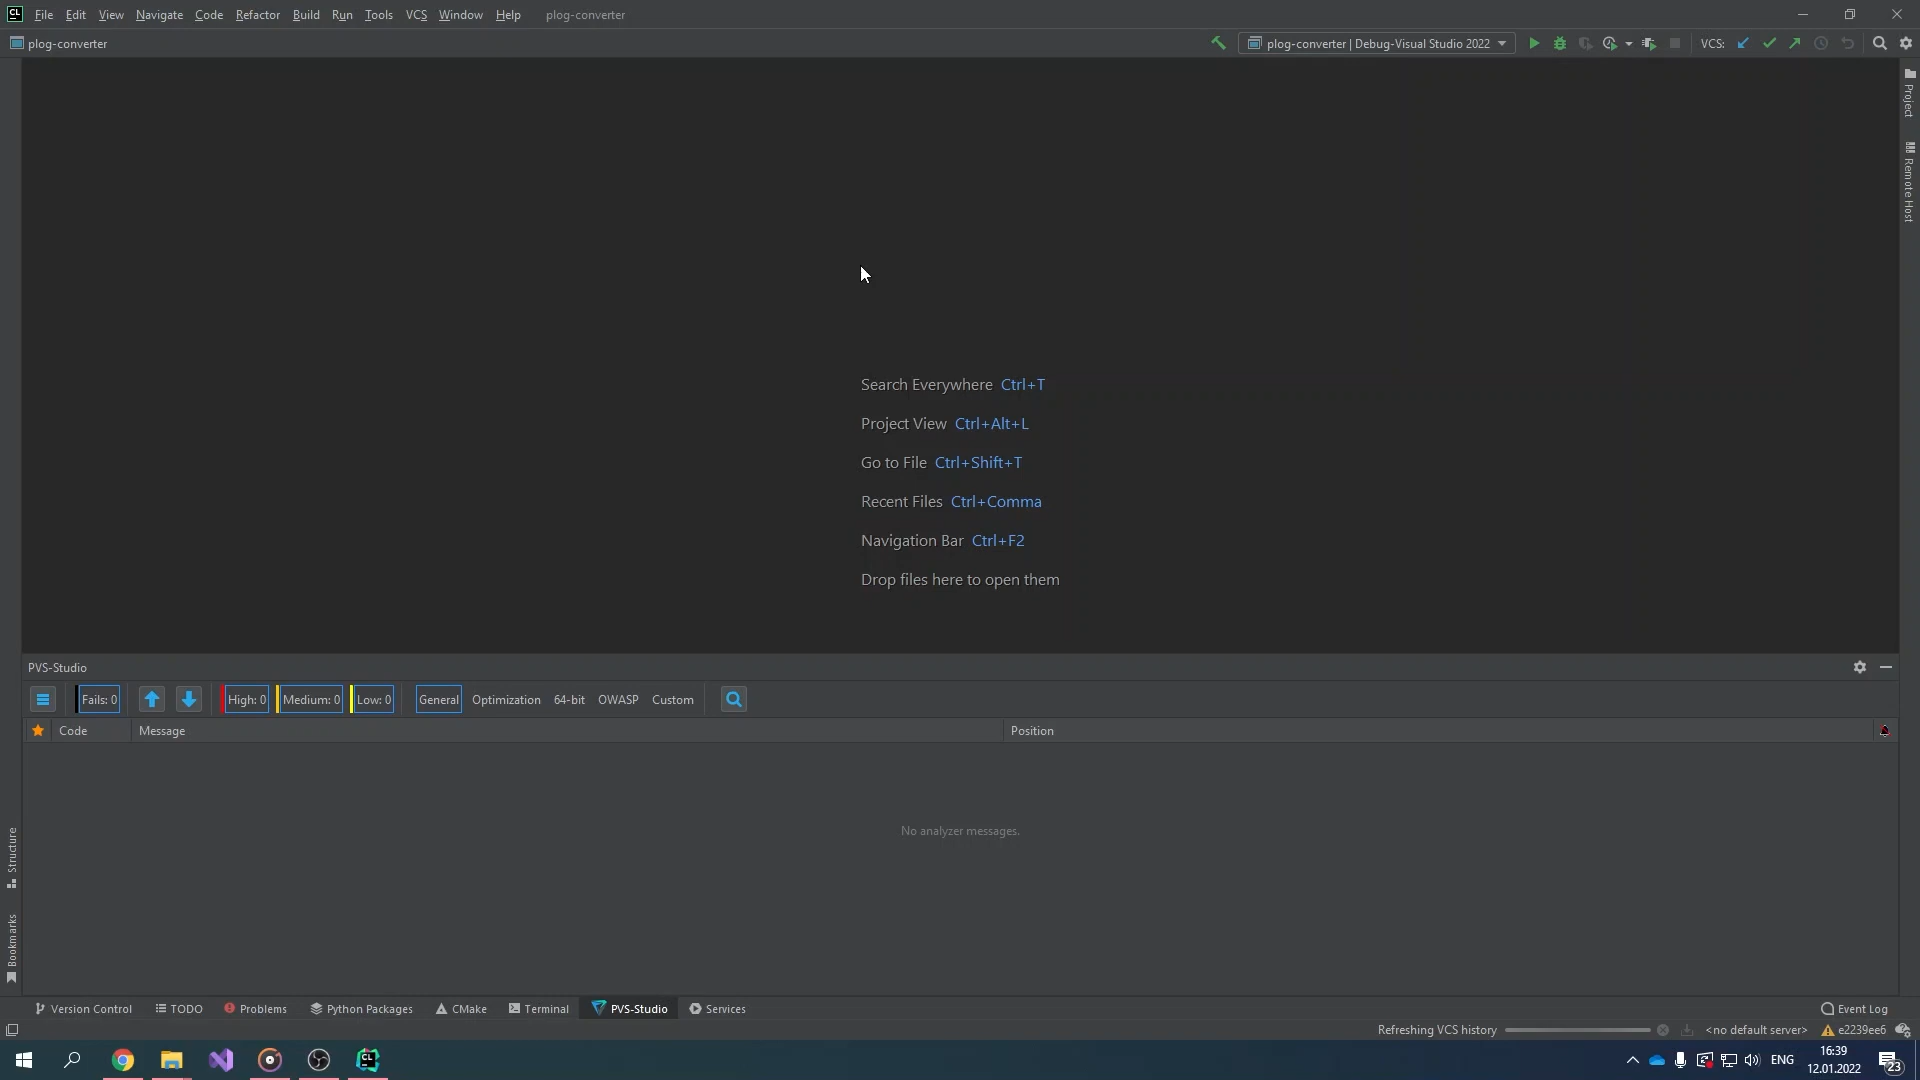 CL File Edit View Navigate Code Refactor Build Run Tools VCS Window Help plog-converter
plog-converter
plog-converter | Debug-Visual Studio 2022
VCS:
Project
Remote Host
Search Everywhere Ctrl+T
Project View Ctrl+Alt+L
Go to File Ctrl+Shift+T
Recent Files Ctrl+Comma
Navigation Bar Ctrl+F2
Drop files here to open them
PVS-Studio
Fails: 0 High: 0 Medium: 0 Low: 0 General Optimization 64-bit OWASP Custom
Code Message Position
No analyzer messages.
Structure
Bookmarks
Version Control TODO Problems Python Packages CMake Terminal PVS-Studio Services Event Log
Refreshing VCS history <no default server> e2239ee6
CL ENG 16:39
12.01.2022
23